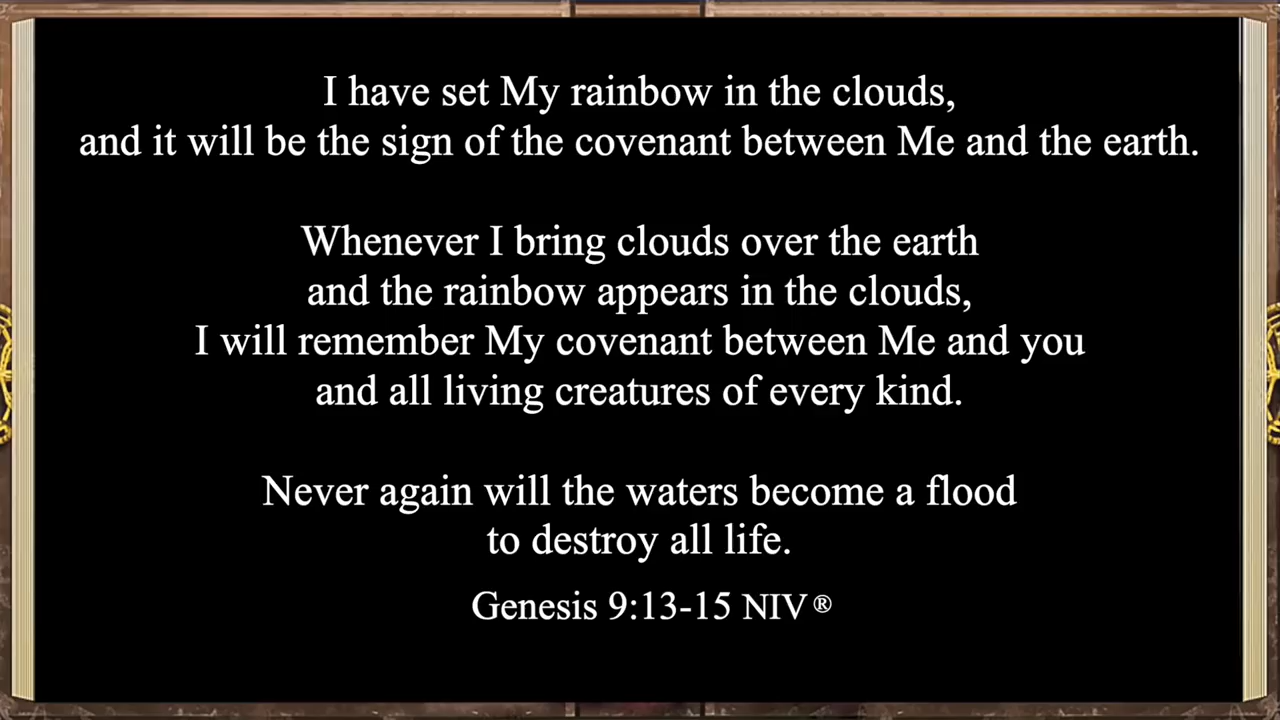 I have set My rainbow in the clouds,
and it will be the sign of the covenant between Me and the earth.
Whenever I bring clouds over the earth
and the rainbow appears in the clouds,
I will remember My covenant between Me and you
and all living creatures of every kind.
Never again will the waters become a flood
to destroy all life.
Genesis 9:13-15 NIV®